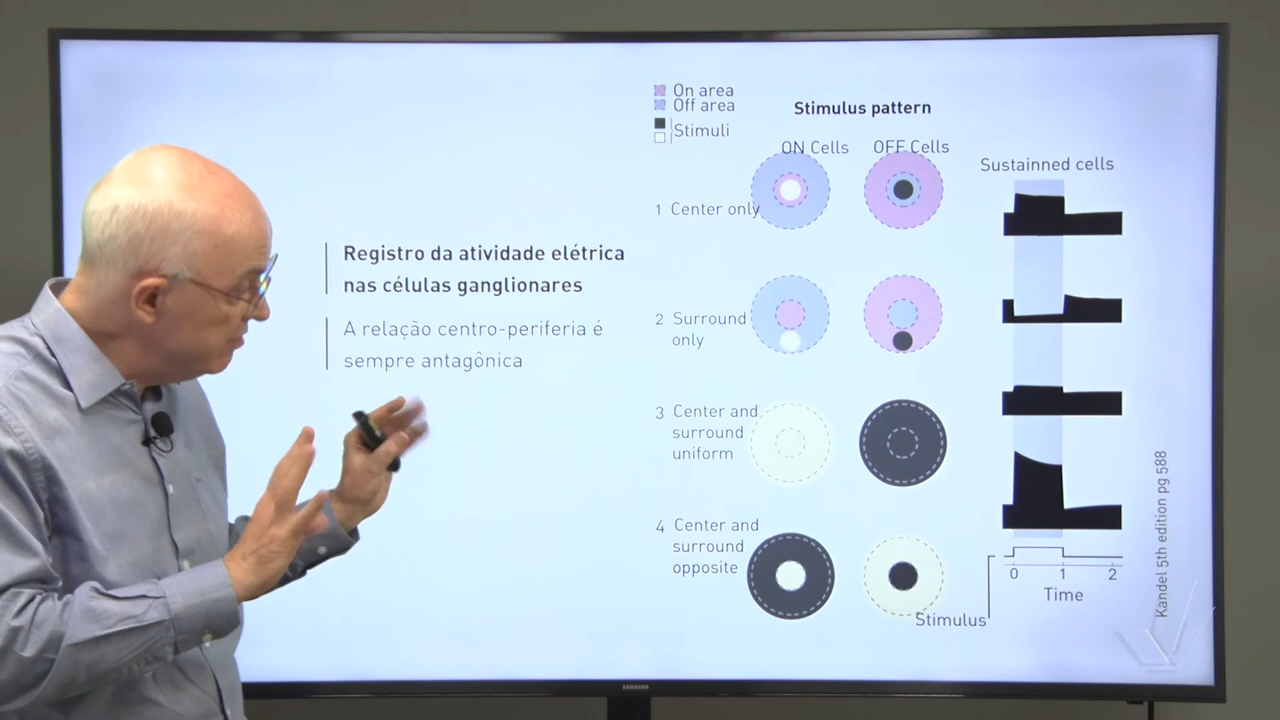 Registro da atividade elétrica
nas células ganglionares
A relação centro-periferia é
sempre antagônica
On area
Off area
Stimuli
Stimulus pattern
ON Cells
OFF Cells
Sustainned cells
1 Center only
2 Surround
only
3 Center and
surround
uniform
4 Center and
surround
opposite
0 1 2
Time
Stimulus
Kandel 5th edition pg 588
SAMSUNG